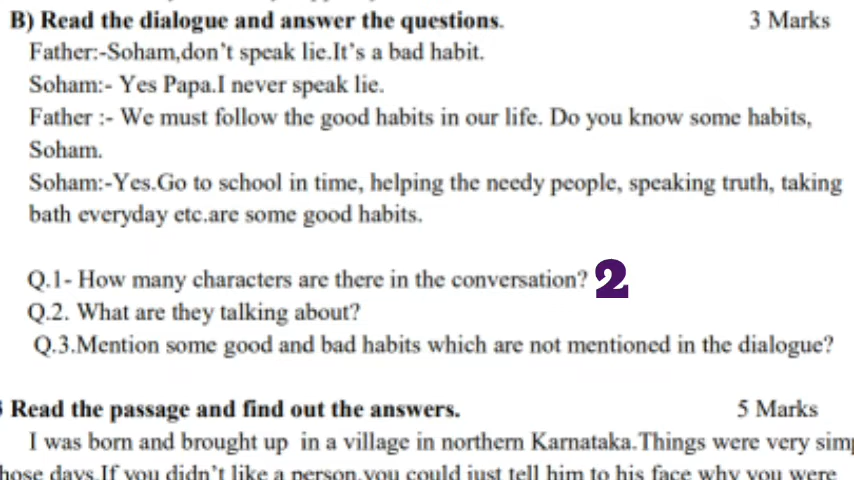 B) Read the dialogue and answer the questions. 3 Marks
Father:-Soham,don't speak lie.It's a bad habit.
Soham:- Yes Papa.I never speak lie.
Father :- We must follow the good habits in our life. Do you know some habits,
Soham.
Soham:-Yes.Go to school in time, helping the needy people, speaking truth, taking
bath everyday etc.are some good habits.
Q.1- How many characters are there in the conversation? 2
Q.2. What are they talking about?
Q.3.Mention some good and bad habits which are not mentioned in the dialogue?
Read the passage and find out the answers. 5 Marks
I was born and brought up in a village in northern Karnataka.Things were very
days.If you didn't like a person,you could just tell him to his face why you were